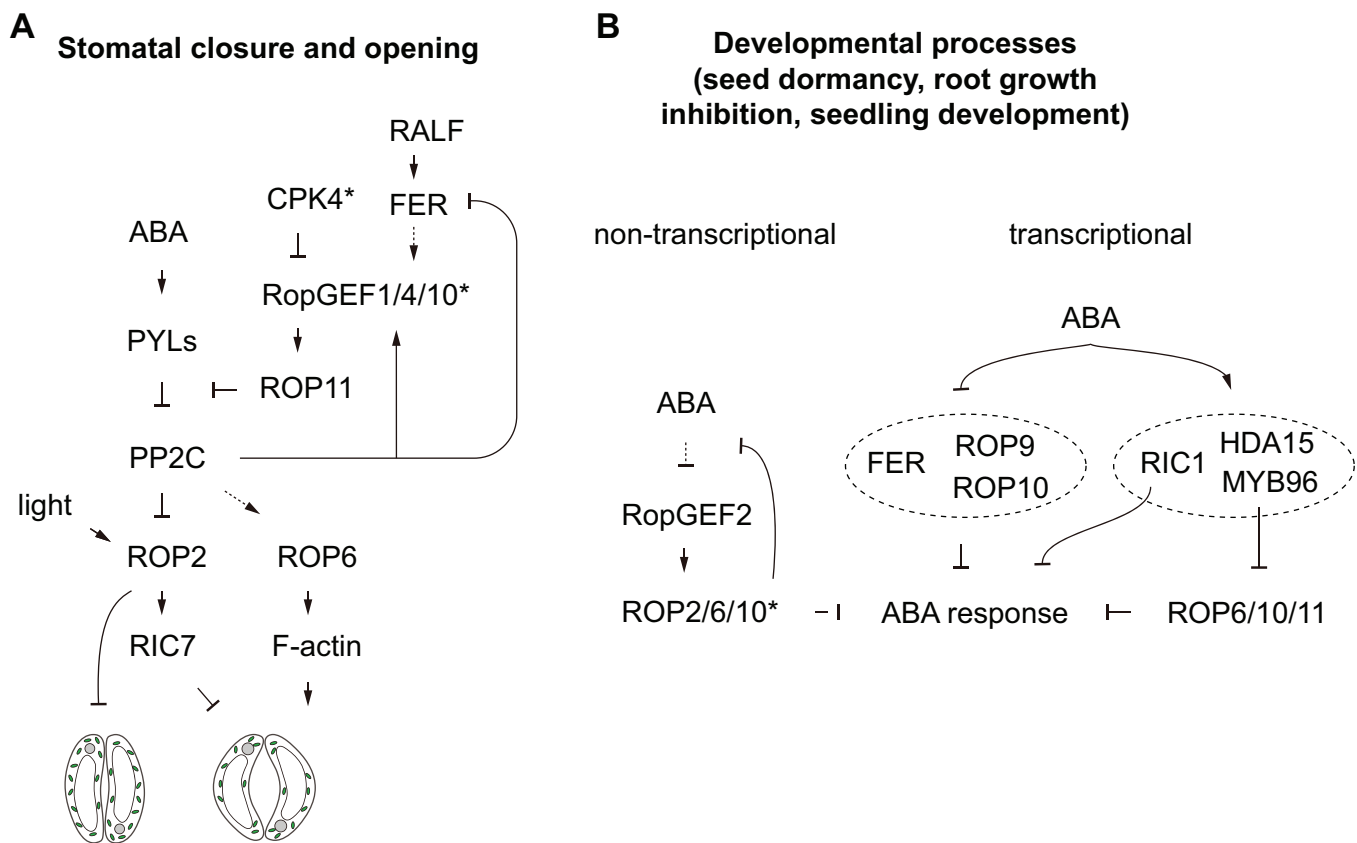 A
Stomatal closure and opening
RALF
CPK4*
FER
ABA
RopGEF1/4/10*
PYLs
ROP11
PP2C
light
ROP2
ROP6
RIC7
F-actin
B
Developmental processes
(seed dormancy, root growth
inhibition, seedling development)
non-transcriptional
transcriptional
ABA
ABA
FER
ROP9
ROP10
RIC1
HDA15
MYB96
RopGEF2
ROP2/6/10*
ABA response
ROP6/10/11